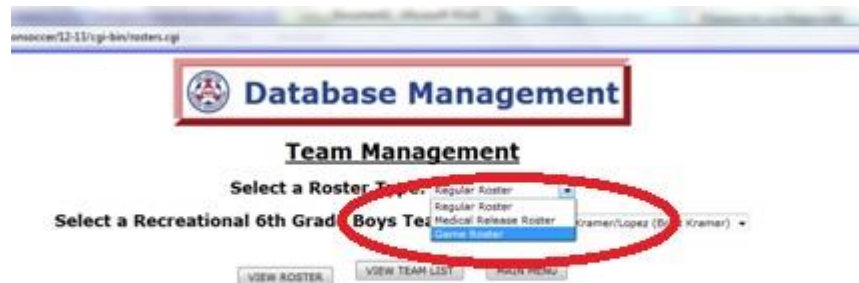 onsoccer/12-13/cgi-bin/rosters.cgi
Database Management
Team Management
Select a Roster Type: Regular Roster
Regular Roster
Medical Release Roster
Game Roster
Select a Recreational 6th Grade Boys Team Kramer/Lopez Kramer)
VIEW ROSTER VIEW TEAM LIST MAIN MENU